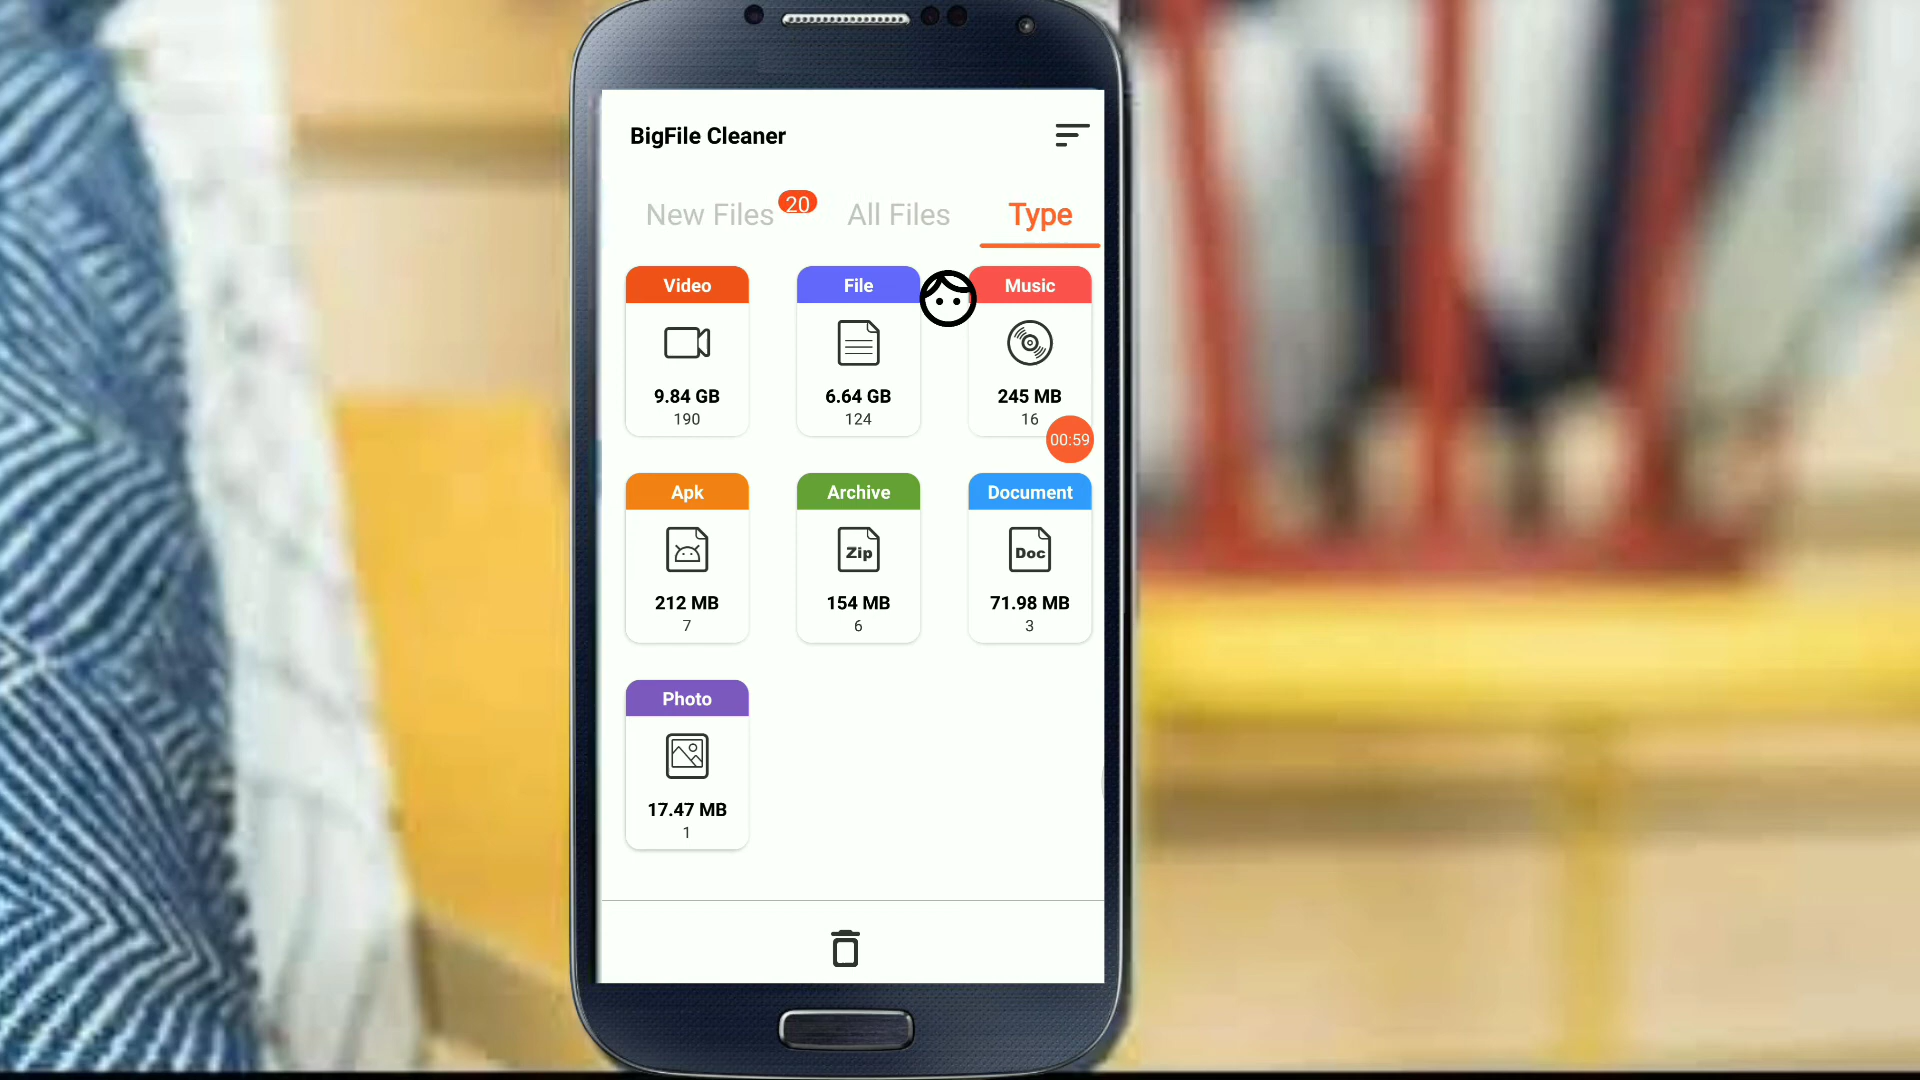 BigFile Cleaner
New Files 20 All Files Type
Video File Music
9.84 GB 6.64 GB 245 MB
190 124 16
00:59
Apk Archive Document
Zip Doc
212 MB 154 MB 71.98 MB
7 6 3
Photo
17.47 MB
1